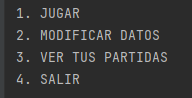 1. JUGAR
2. MODIFICAR DATOS
3. VER TUS PARTIDAS
4. SALIR